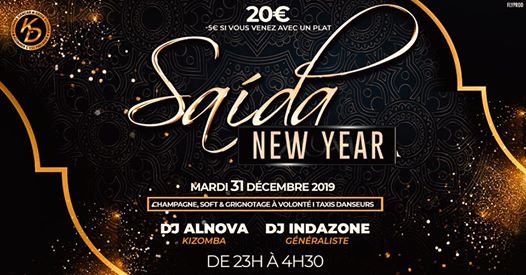 FLYPROD
KD
20€
-5€ SI VOUS VENEZ AVEC UN PLAT
Saída
NEW YEAR
MARDI 31 DÉCEMBRE 2019
CHAMPAGNE, SOFT & GRIGNOTAGE À VOLONTÉ I TAXIS DANSEURS
DJ ALNOVA DJ INDAZONE
KIZOMBA GÉNÉRALISTE
DE 23H À 4H30